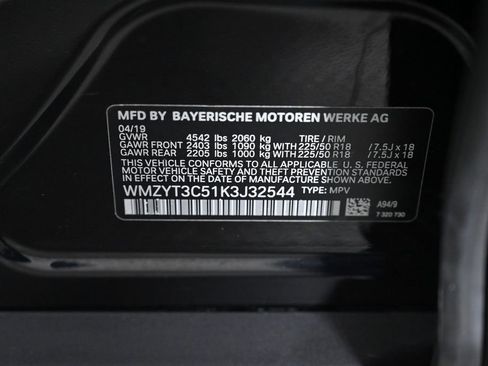 MFD BY BAYERISCHE MOTOREN WERKE AG
04/19
GVWR 4542 lbs 2060 kg TIRE / RIM
GAWR FRONT 2403 lbs 1090 kg WITH 225/50 R18 / 7.5J x 18
GAWR REAR 2205 lbs 1000 kg WITH 225/50 R18 / 7.5J x 18
THIS VEHICLE CONFORMS TO ALL APPLICABLE U. S. FEDERAL
MOTOR VEHICLE SAFETY, BUMPER, AND THEFT PREVENTION
STANDARDS IN EFFECT ON THE DATE OF MANUFACTURE SHOWN ABOVE.
WMZYT3C51K3J32544 TYPE: MPV
A94/9
7 320 790